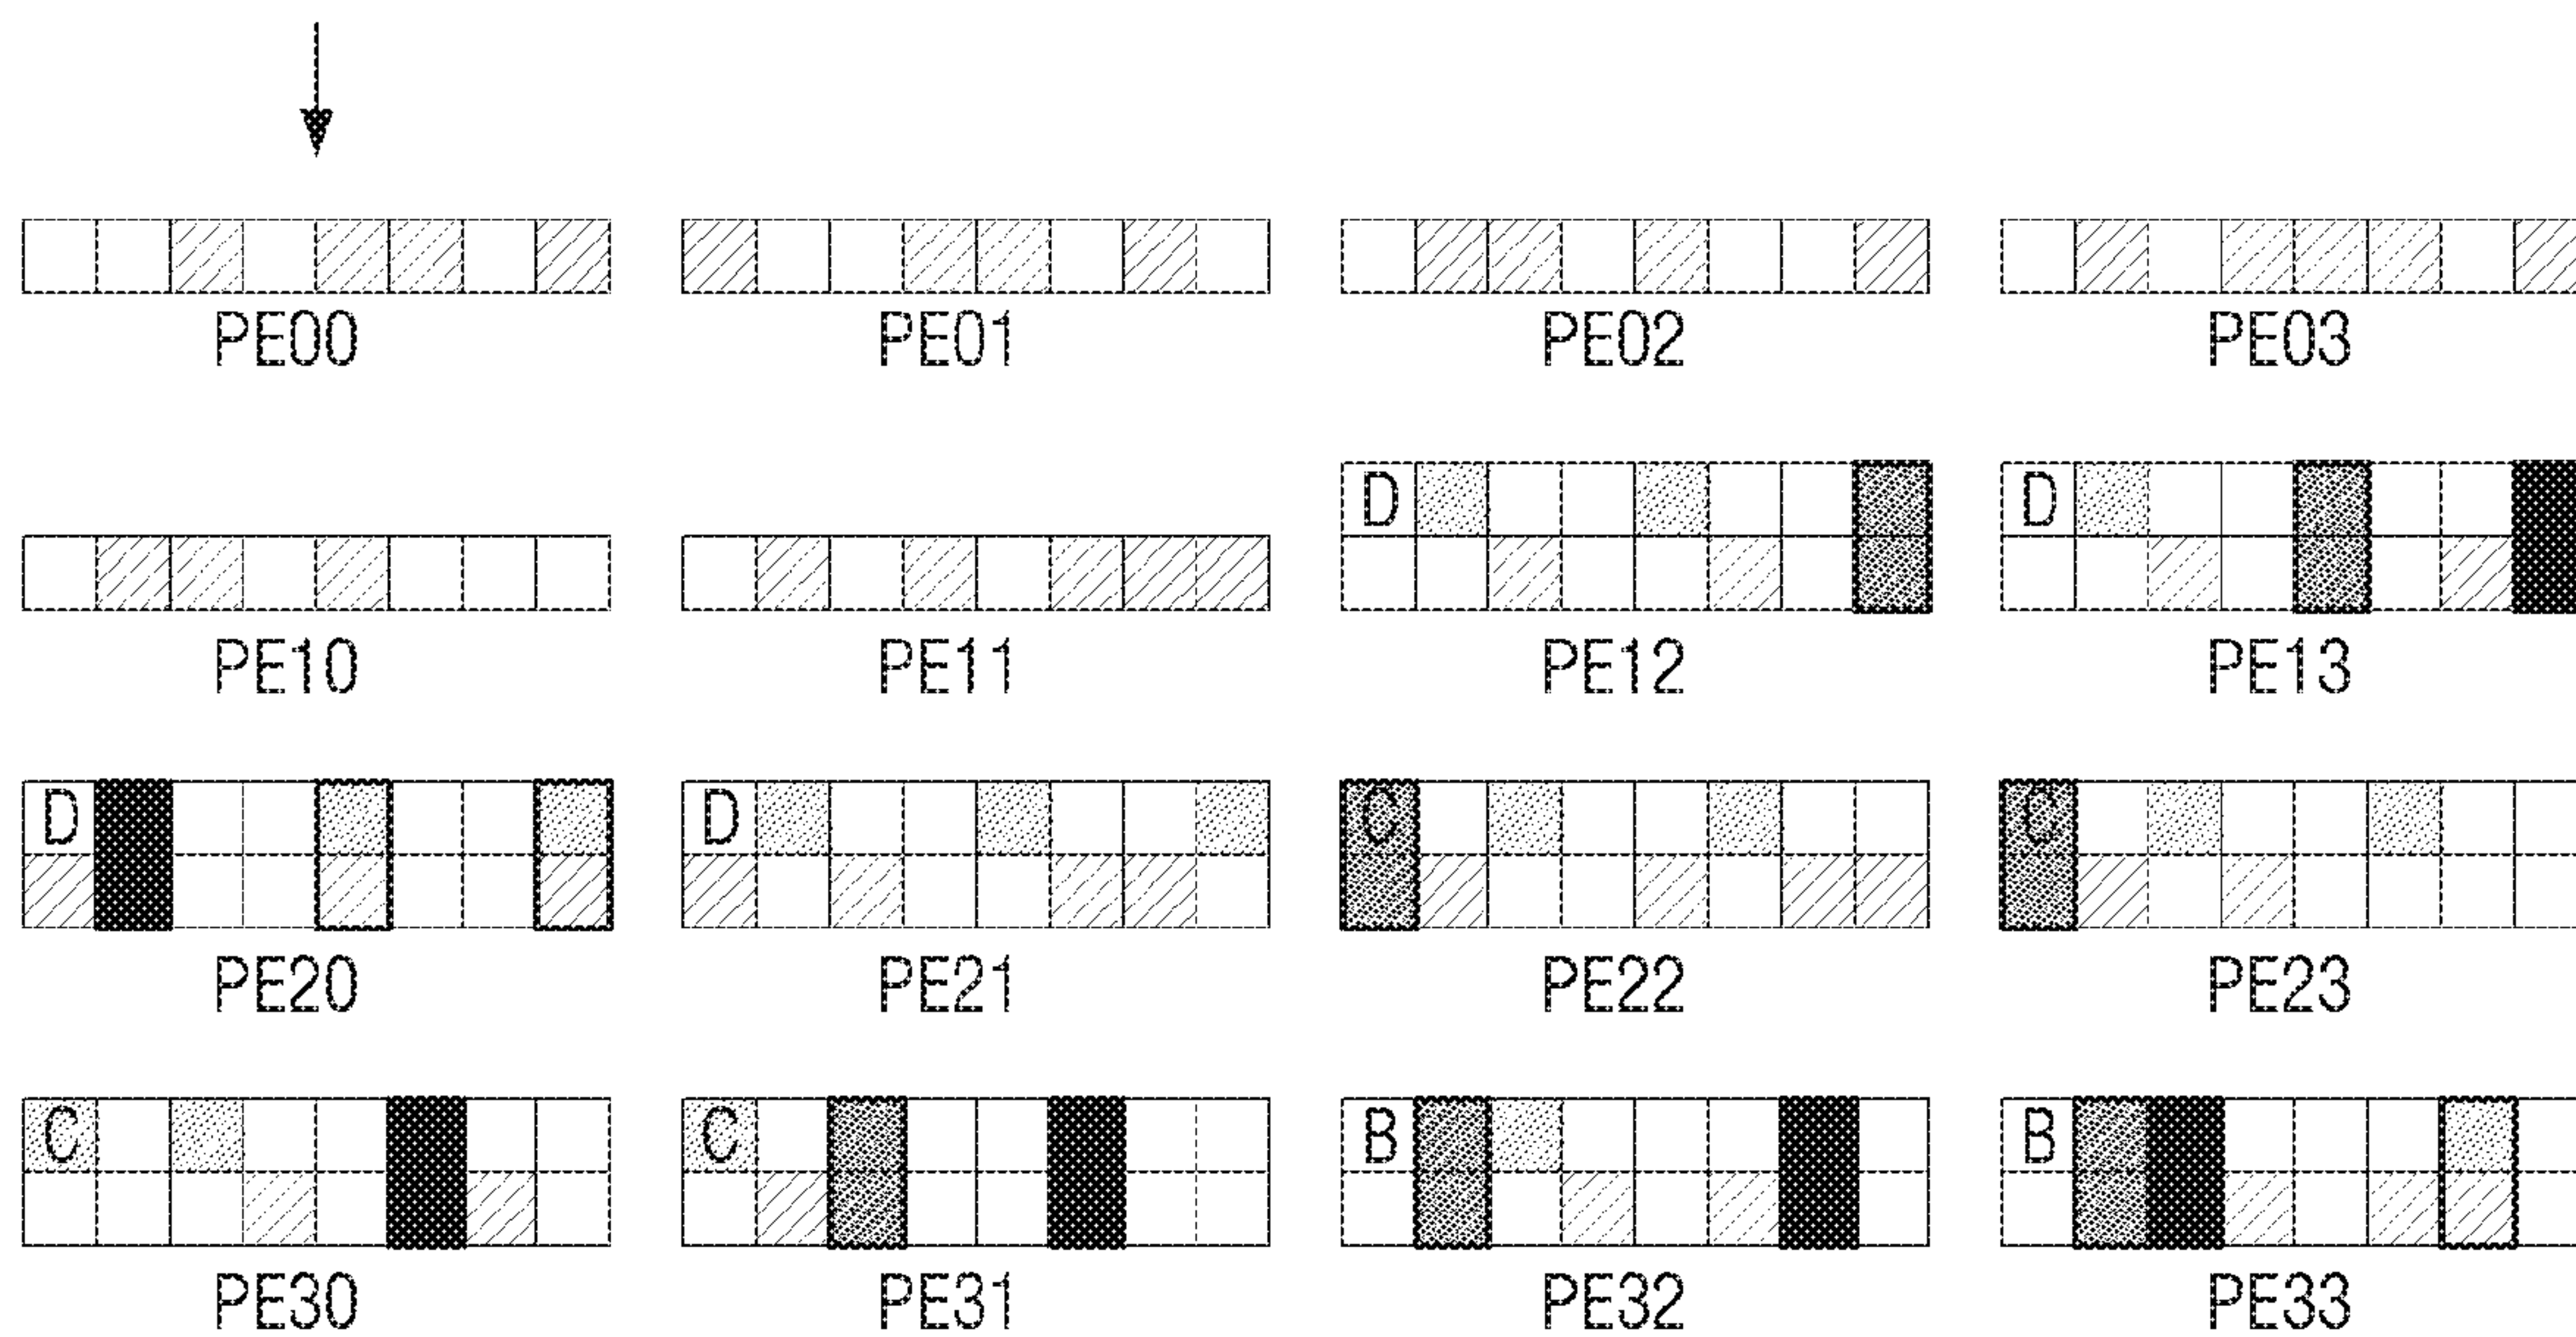 PE00 PE01 PE02 PE03
D D
PE10 PE11 PE12 PE13
D D C C
PE20 PE21 PE22 PE23
C C B B
PE30 PE31 PE32 PE33